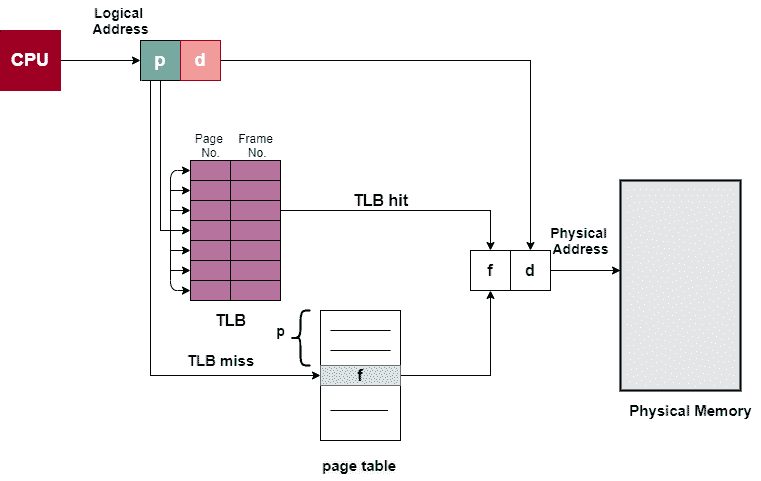 Logical
Address
CPU
p
d
Page
No.
Frame
No.
TLB hit
Physical
Address
f
d
TLB
p
TLB miss
f
page table
Physical Memory